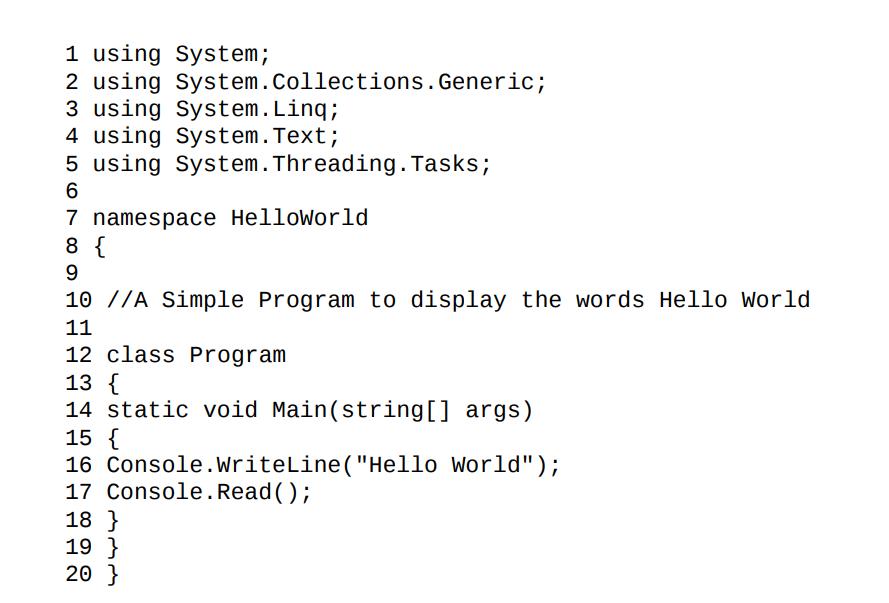 1 using System;
2 using System.Collections.Generic;
3 using System.Linq;
4 using System.Text;
5 using System.Threading.Tasks;
6
7 namespace HelloWorld
8 {
9
10 //A Simple Program to display the words Hello World
11
12 class Program
13 {
14 static void Main(string[] args)
15 {
16 Console.WriteLine("Hello World");
17 Console.Read();
18 }
19 }
20 }